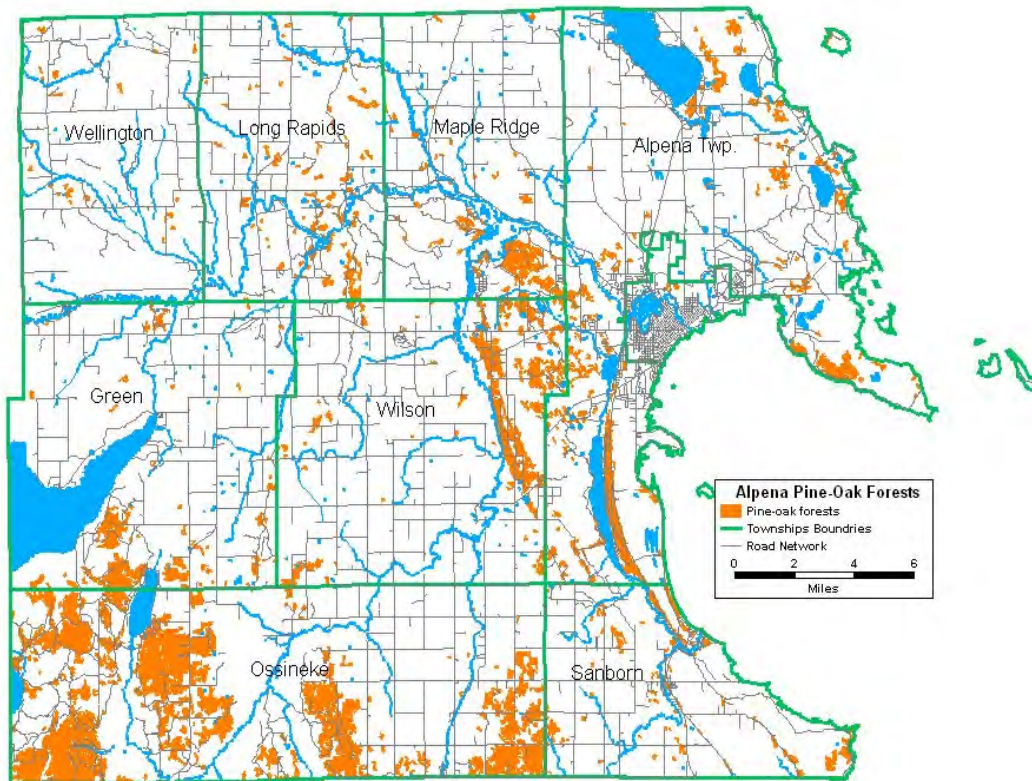 Wellington
Long Rapids
Maple Ridge
Alpena Twp.
Green
Wilson
Alpena Pine-Oak Forests
Pine-oak forests
Townships Boundries
Road Network
0 2 4 6
Miles
Ossineke
Sanborn